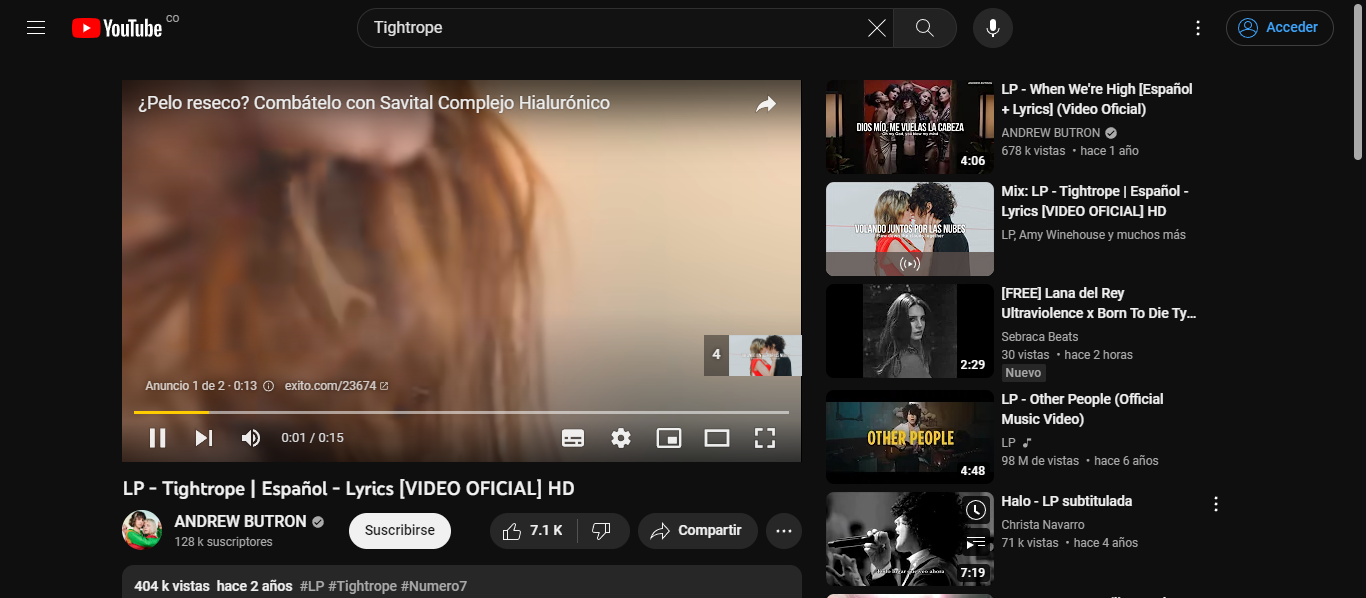 YouTube CO
Tightrope
Acceder
¿Pelo reseco? Combátelo con Savital Complejo Hialurónico
4
Anuncio 1 de 2 · 0:13 exito.com/23674
0:01 / 0:15
LP - Tightrope | Español - Lyrics [VIDEO OFICIAL] HD
ANDREW BUTRON
128 k suscriptores
Suscribirse
7.1 K
Compartir
404 k vistas hace 2 años #LP #Tightrope #Numero7
DIOS MÍO, ME VUELAS LA CABEZA
Oh my God, you blow my mind
4:06
LP - When We're High [Español
+ Lyrics] (Video Oficial)
ANDREW BUTRON
678 k vistas • hace 1 año
VOLANDO JUNTOS POR LAS NUBES
Mix: LP - Tightrope | Español -
Lyrics [VIDEO OFICIAL] HD
LP, Amy Winehouse y muchos más
2:29
[FREE] Lana del Rey
Ultraviolence x Born To Die Ty...
Sebraca Beats
30 vistas • hace 2 horas
Nuevo
OTHER PEOPLE
4:48
LP - Other People (Official
Music Video)
LP
98 M de vistas • hace 6 años
7:19
Halo - LP subtitulada
Christa Navarro
71 k vistas • hace 4 años